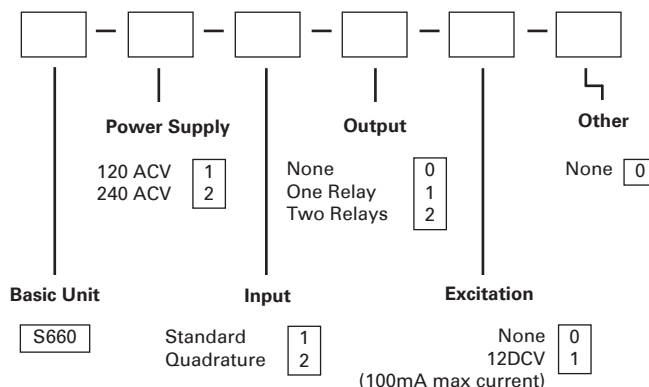 Power Supply
120 ACV 1
240 ACV 2
Output
None 0
One Relay 1
Two Relays 2
Other
None 0
Basic Unit
S660
Input
Standard 1
Quadrature 2
Excitation
None 0
12DCV 1
(100mA max current)